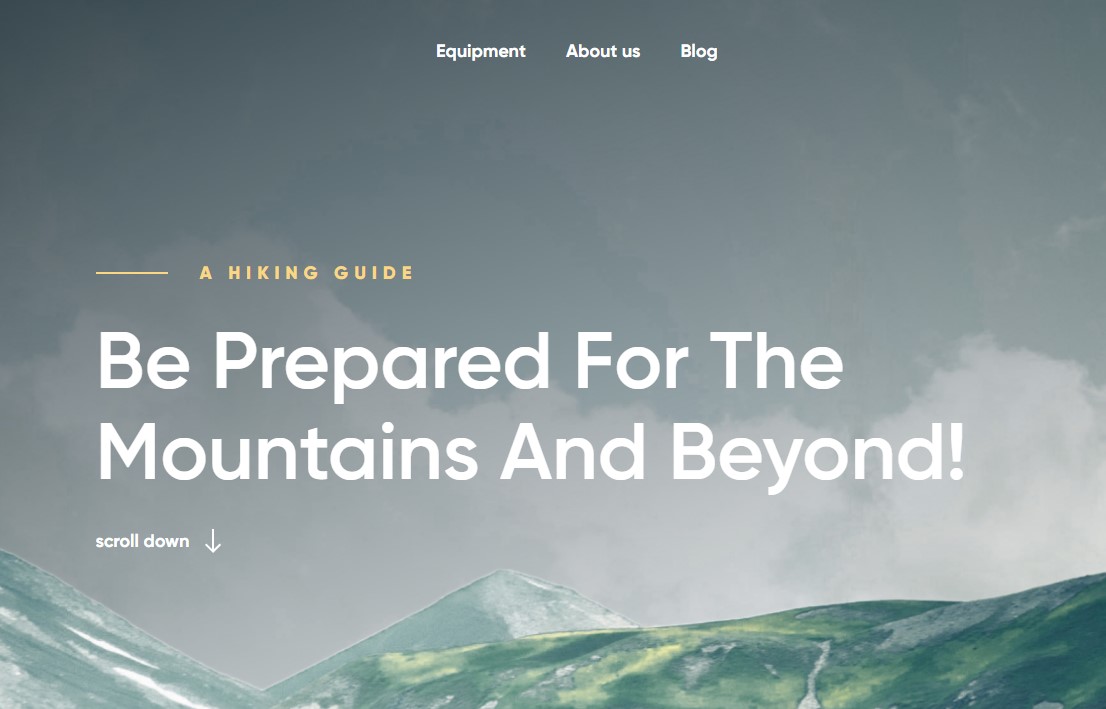 Equipment About us Blog
A HIKING GUIDE
Be Prepared For The
Mountains And Beyond!
scroll down